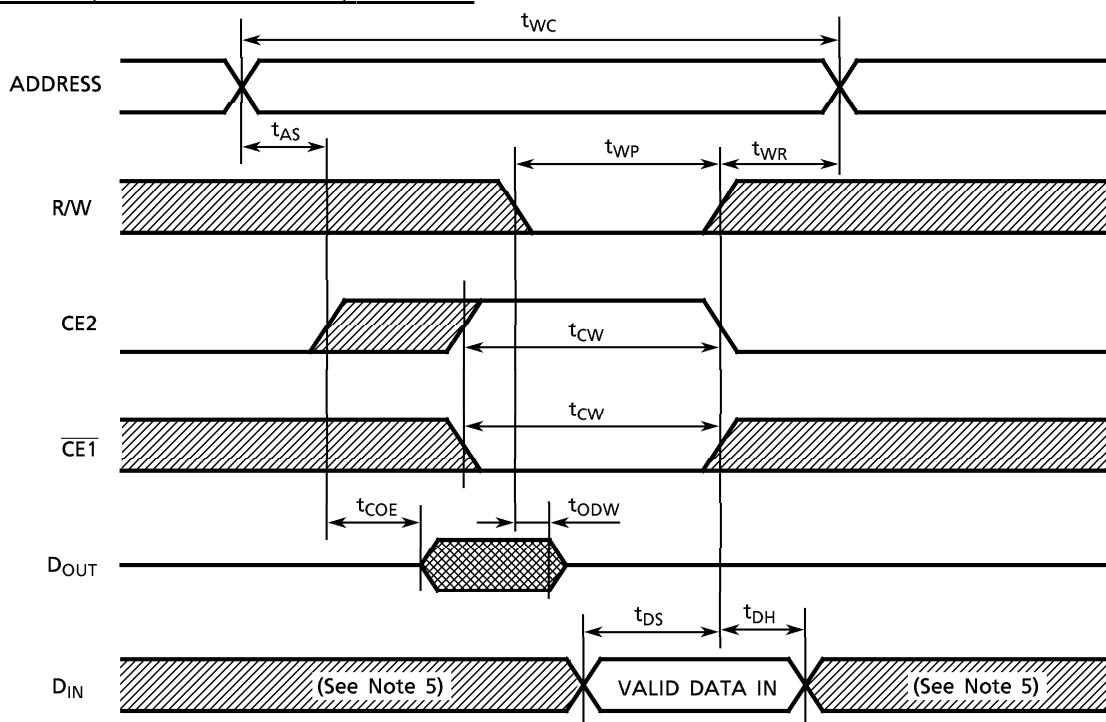 tWC
ADDRESS
tAS
tWP
tWR
R/W
CE2
tCW
tCW
CE1
tCOE
tODW
DOUT
tDS
tDH
DIN
(See Note 5)
VALID DATA IN
(See Note 5)